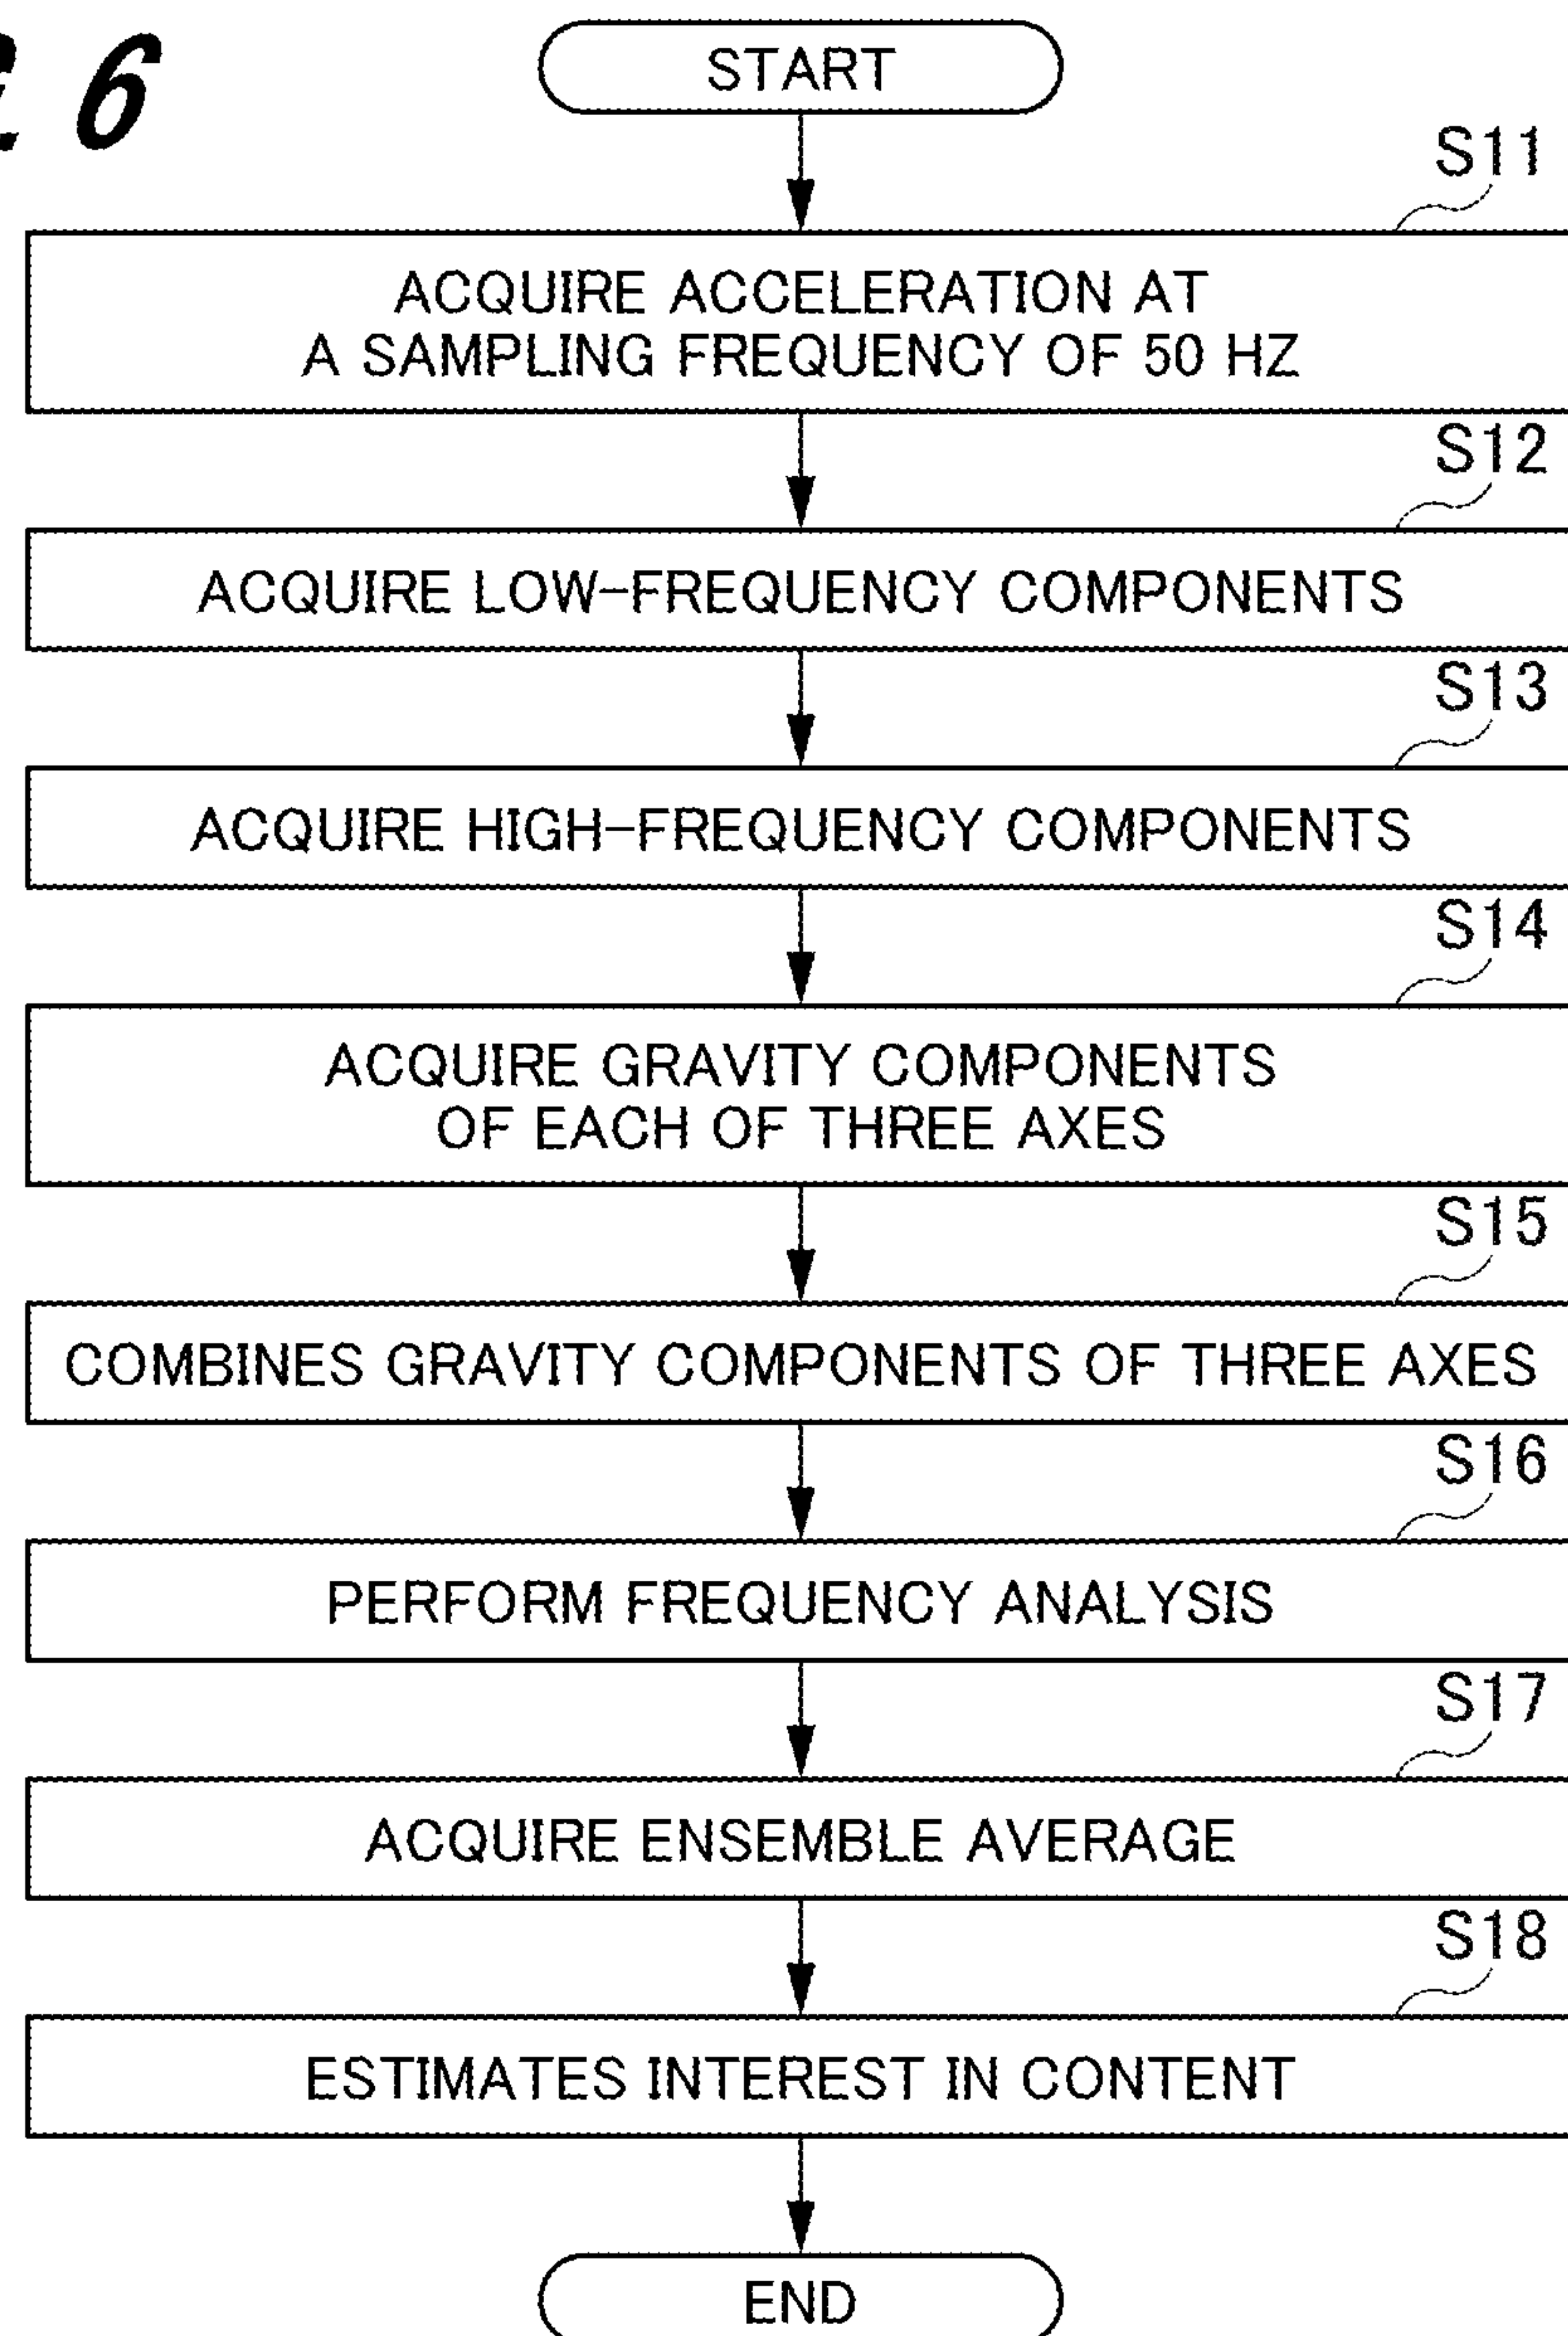 6
START
S11
ACQUIRE ACCELERATION AT
A SAMPLING FREQUENCY OF 50 HZ
S12
ACQUIRE LOW-FREQUENCY COMPONENTS
S13
ACQUIRE HIGH-FREQUENCY COMPONENTS
S14
ACQUIRE GRAVITY COMPONENTS
OF EACH OF THREE AXES
S15
COMBINES GRAVITY COMPONENTS OF THREE AXES
S16
PERFORM FREQUENCY ANALYSIS
S17
ACQUIRE ENSEMBLE AVERAGE
S18
ESTIMATES INTEREST IN CONTENT
END